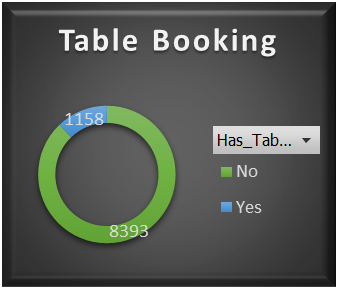 Table Booking
1158
8393
Has_Tab...
No
Yes